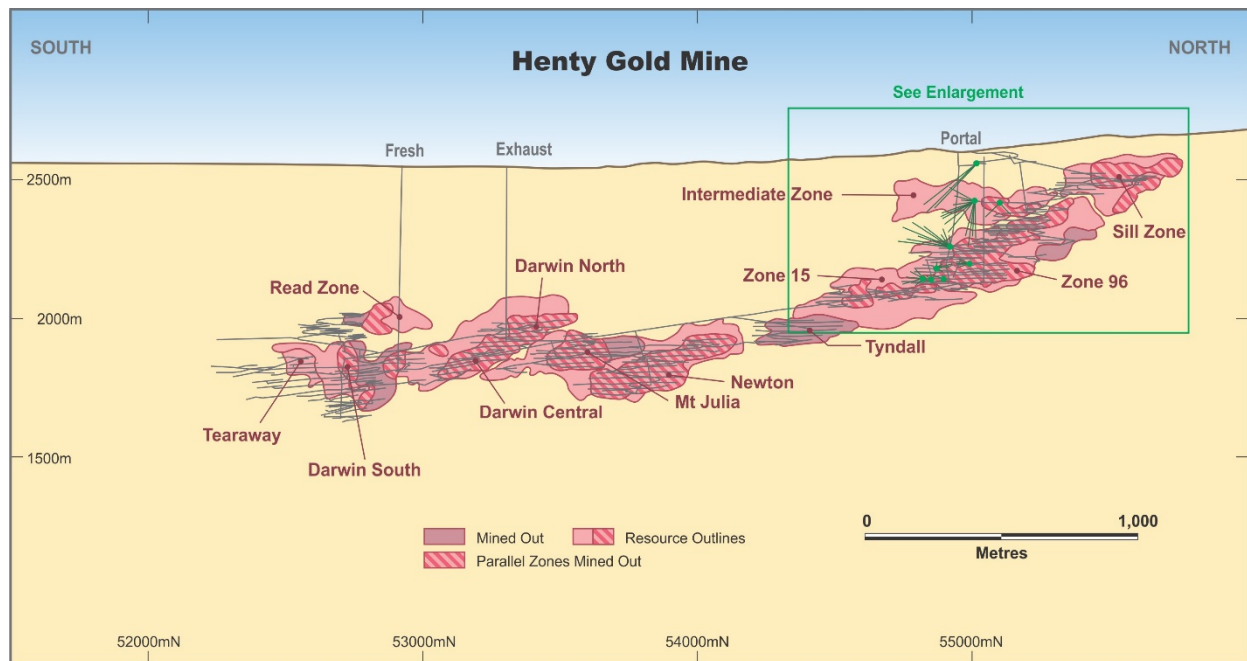 SOUTH
NORTH
Henty Gold Mine
See Enlargement
Fresh
Exhaust
Portal
2500m
Intermediate Zone
Sill Zone
Darwin North
Zone 15
Zone 96
Read Zone
2000m
Tyndall
Newton
Mt Julia
Darwin Central
Tearaway
1500m
Darwin South
0
1,000
Metres
Mined Out
Resource Outlines
Parallel Zones Mined Out
52000mN
53000mN
54000mN
55000mN